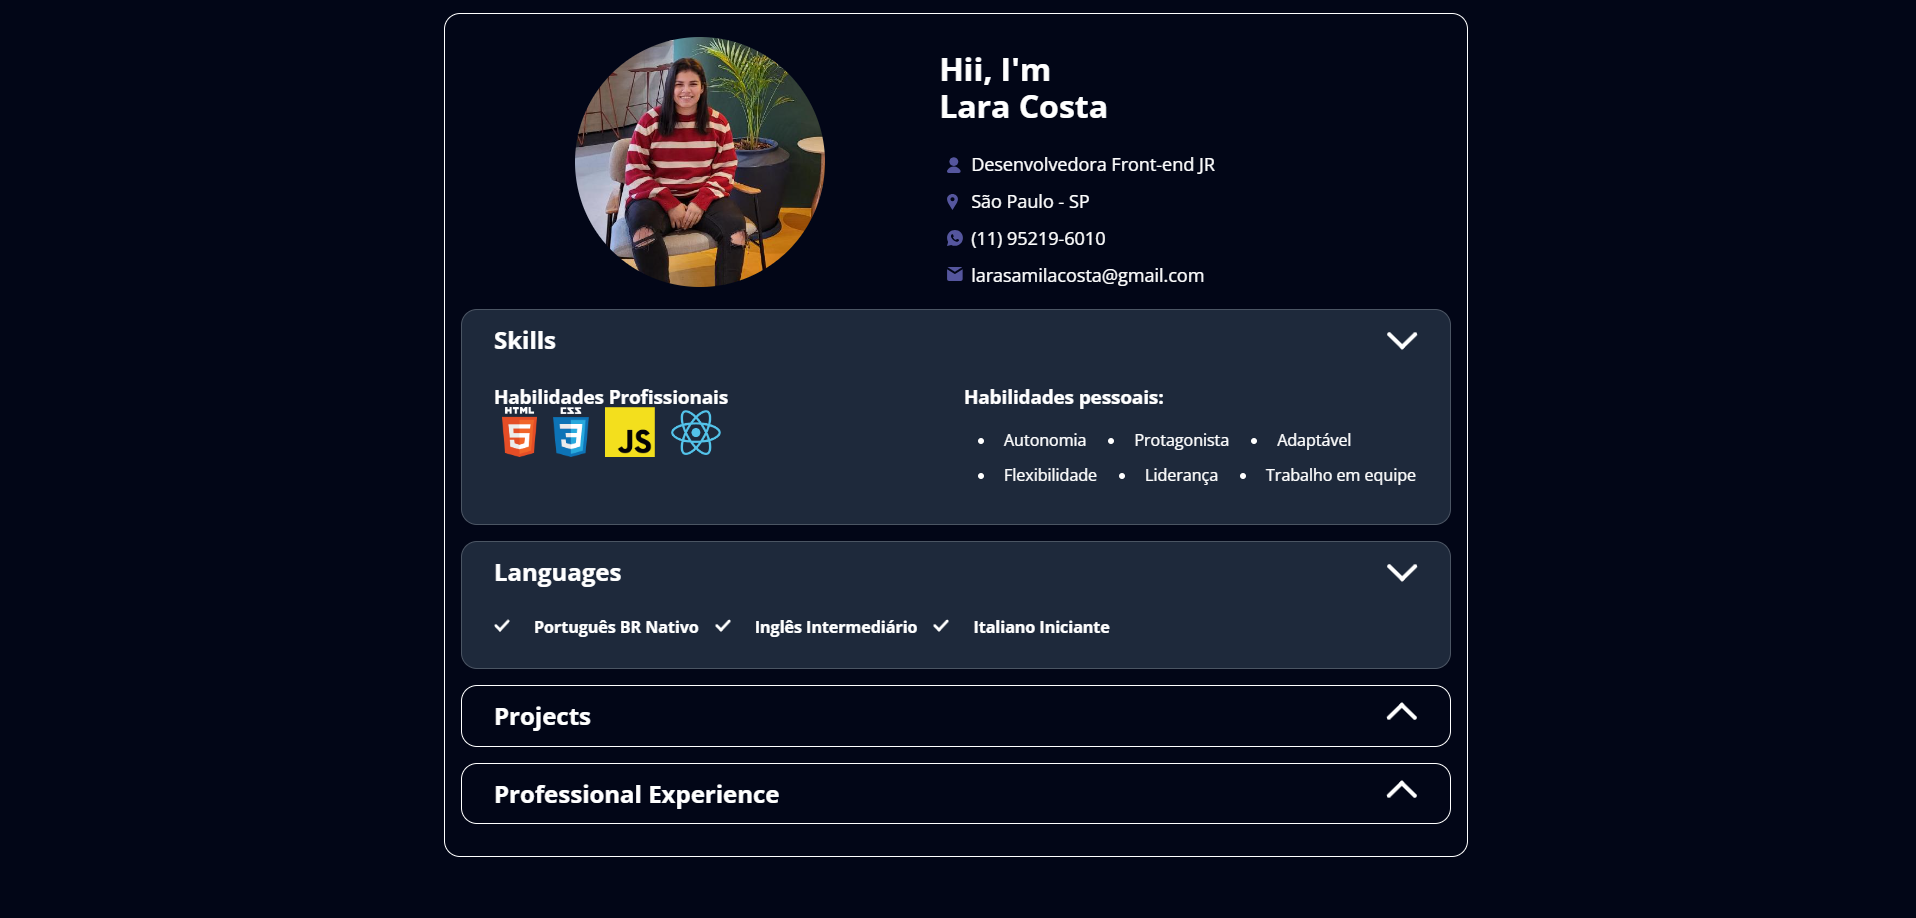 Hii, I'm
Lara Costa
Desenvolvedora Front-end JR
São Paulo - SP
(11) 95219-6010
larasamilacosta@gmail.com
Skills
Habilidades Profissionais
HTML 5 CSS 3 JS
Habilidades pessoais:
Autonomia Protagonista Adaptável
Flexibilidade Liderança Trabalho em equipe
Languages
Português BR Nativo Inglês Intermediário Italiano Iniciante
Projects
Professional Experience